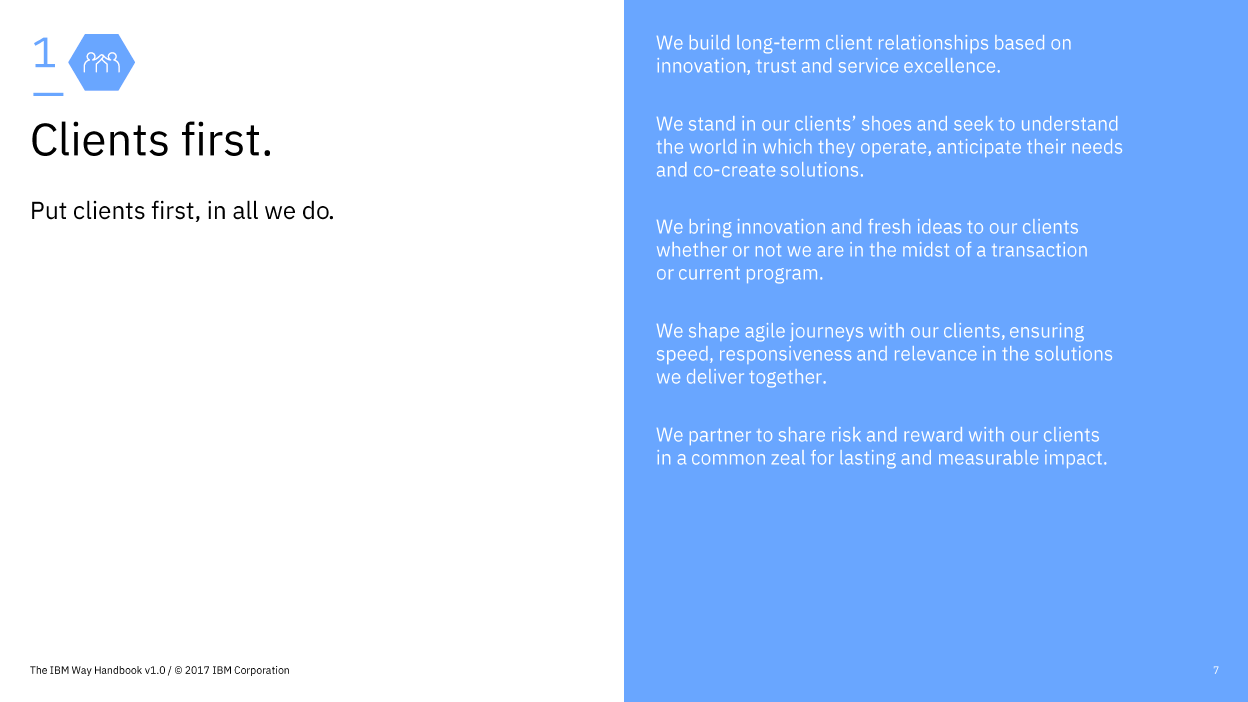 1
Clients first.
Put clients first, in all we do.
We build long-term client relationships based on
innovation, trust and service excellence.
We stand in our clients’ shoes and seek to understand
the world in which they operate, anticipate their needs
and co-create solutions.
We bring innovation and fresh ideas to our clients
whether or not we are in the midst of a transaction
or current program.
We shape agile journeys with our clients, ensuring
speed, responsiveness and relevance in the solutions
we deliver together.
We partner to share risk and reward with our clients
in a common zeal for lasting and measurable impact.
The IBM Way Handbook v1.0 / © 2017 IBM Corporation
7